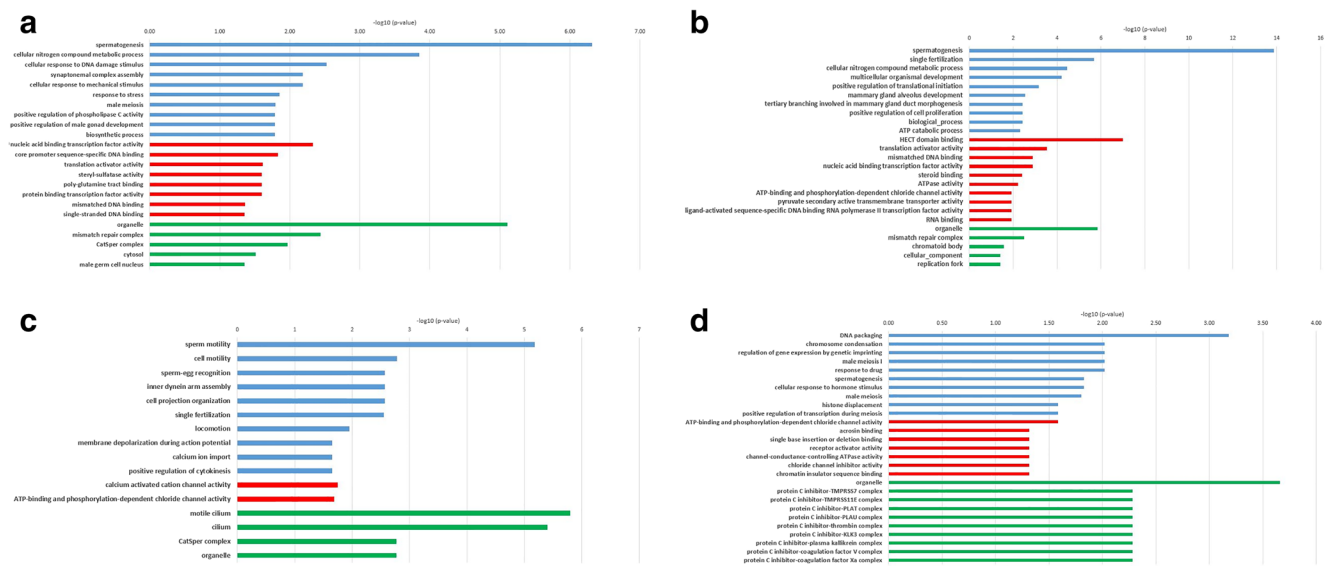 a
-log10 (p-value)
0.00 1.00 2.00 3.00 4.00 5.00 6.00 7.00
spermatogenesis
cellular nitrogen compound metabolic process
cellular response to DNA damage stimulus
synaptonemal complex assembly
cellular response to mechanical stimulus
response to stress
male meiosis
positive regulation of phospholipase C activity
positive regulation of male gonad development
biosynthetic process
nucleic acid binding transcription factor activity
core promoter sequence-specific DNA binding
translation activator activity
steryl-sulfatase activity
poly-glutamine tract binding
protein binding transcription factor activity
mismatched DNA binding
single-stranded DNA binding
organelle
mismatch repair complex
CatSper complex
cytosol
male germ cell nucleus
b
-log10 (p-value)
0 2 4 6 8 10 12 14 16
spermatogenesis
single fertilization
cellular nitrogen compound metabolic process
multicellular organismal development
positive regulation of translational initiation
mammary gland alveolus development
tertiary branching involved in mammary gland duct morphogenesis
positive regulation of cell proliferation
biological_process
ATP catabolic process
HECT domain binding
translation activator activity
mismatched DNA binding
nucleic acid binding transcription factor activity
steroid binding
ATPase activity
ATP-binding and phosphorylation-dependent chloride channel activity
pyruvate secondary active transmembrane transporter activity
ligand-activated sequence-specific DNA binding RNA polymerase II transcription factor activity
RNA binding
organelle
mismatch repair complex
chromatoid body
cellular_component
replication fork
c
-log10 (p-value)
0 1 2 3 4 5 6 7
sperm motility
cell motility
sperm-egg recognition
inner dynein arm assembly
cell projection organization
single fertilization
locomotion
membrane depolarization during action potential
calcium ion import
positive regulation of cytokinesis
calcium activated cation channel activity
ATP-binding and phosphorylation-dependent chloride channel activity
motile cilium
cilium
CatSper complex
organelle
d
-log10 (p-value)
0.00 0.50 1.00 1.50 2.00 2.50 3.00 3.50 4.00
DNA packaging
chromosome condensation
regulation of gene expression by genetic imprinting
male meiosis I
response to drug
spermatogenesis
cellular response to hormone stimulus
male meiosis
histone displacement
positive regulation of transcription during meiosis
ATP-binding and phosphorylation-dependent chloride channel activity
acrosin binding
single base insertion or deletion binding
receptor activator activity
channel-conductance-controlling ATPase activity
chloride channel inhibitor activity
chromatin insulator sequence binding
organelle
protein C inhibitor-TMPRSS7 complex
protein C inhibitor-TMPRSS11E complex
protein C inhibitor-PLAT complex
protein C inhibitor-PLAU complex
protein C inhibitor-thrombin complex
protein C inhibitor-KLK3 complex
protein C inhibitor-plasma kallikrein complex
protein C inhibitor-coagulation factor V complex
protein C inhibitor-coagulation factor Xa complex